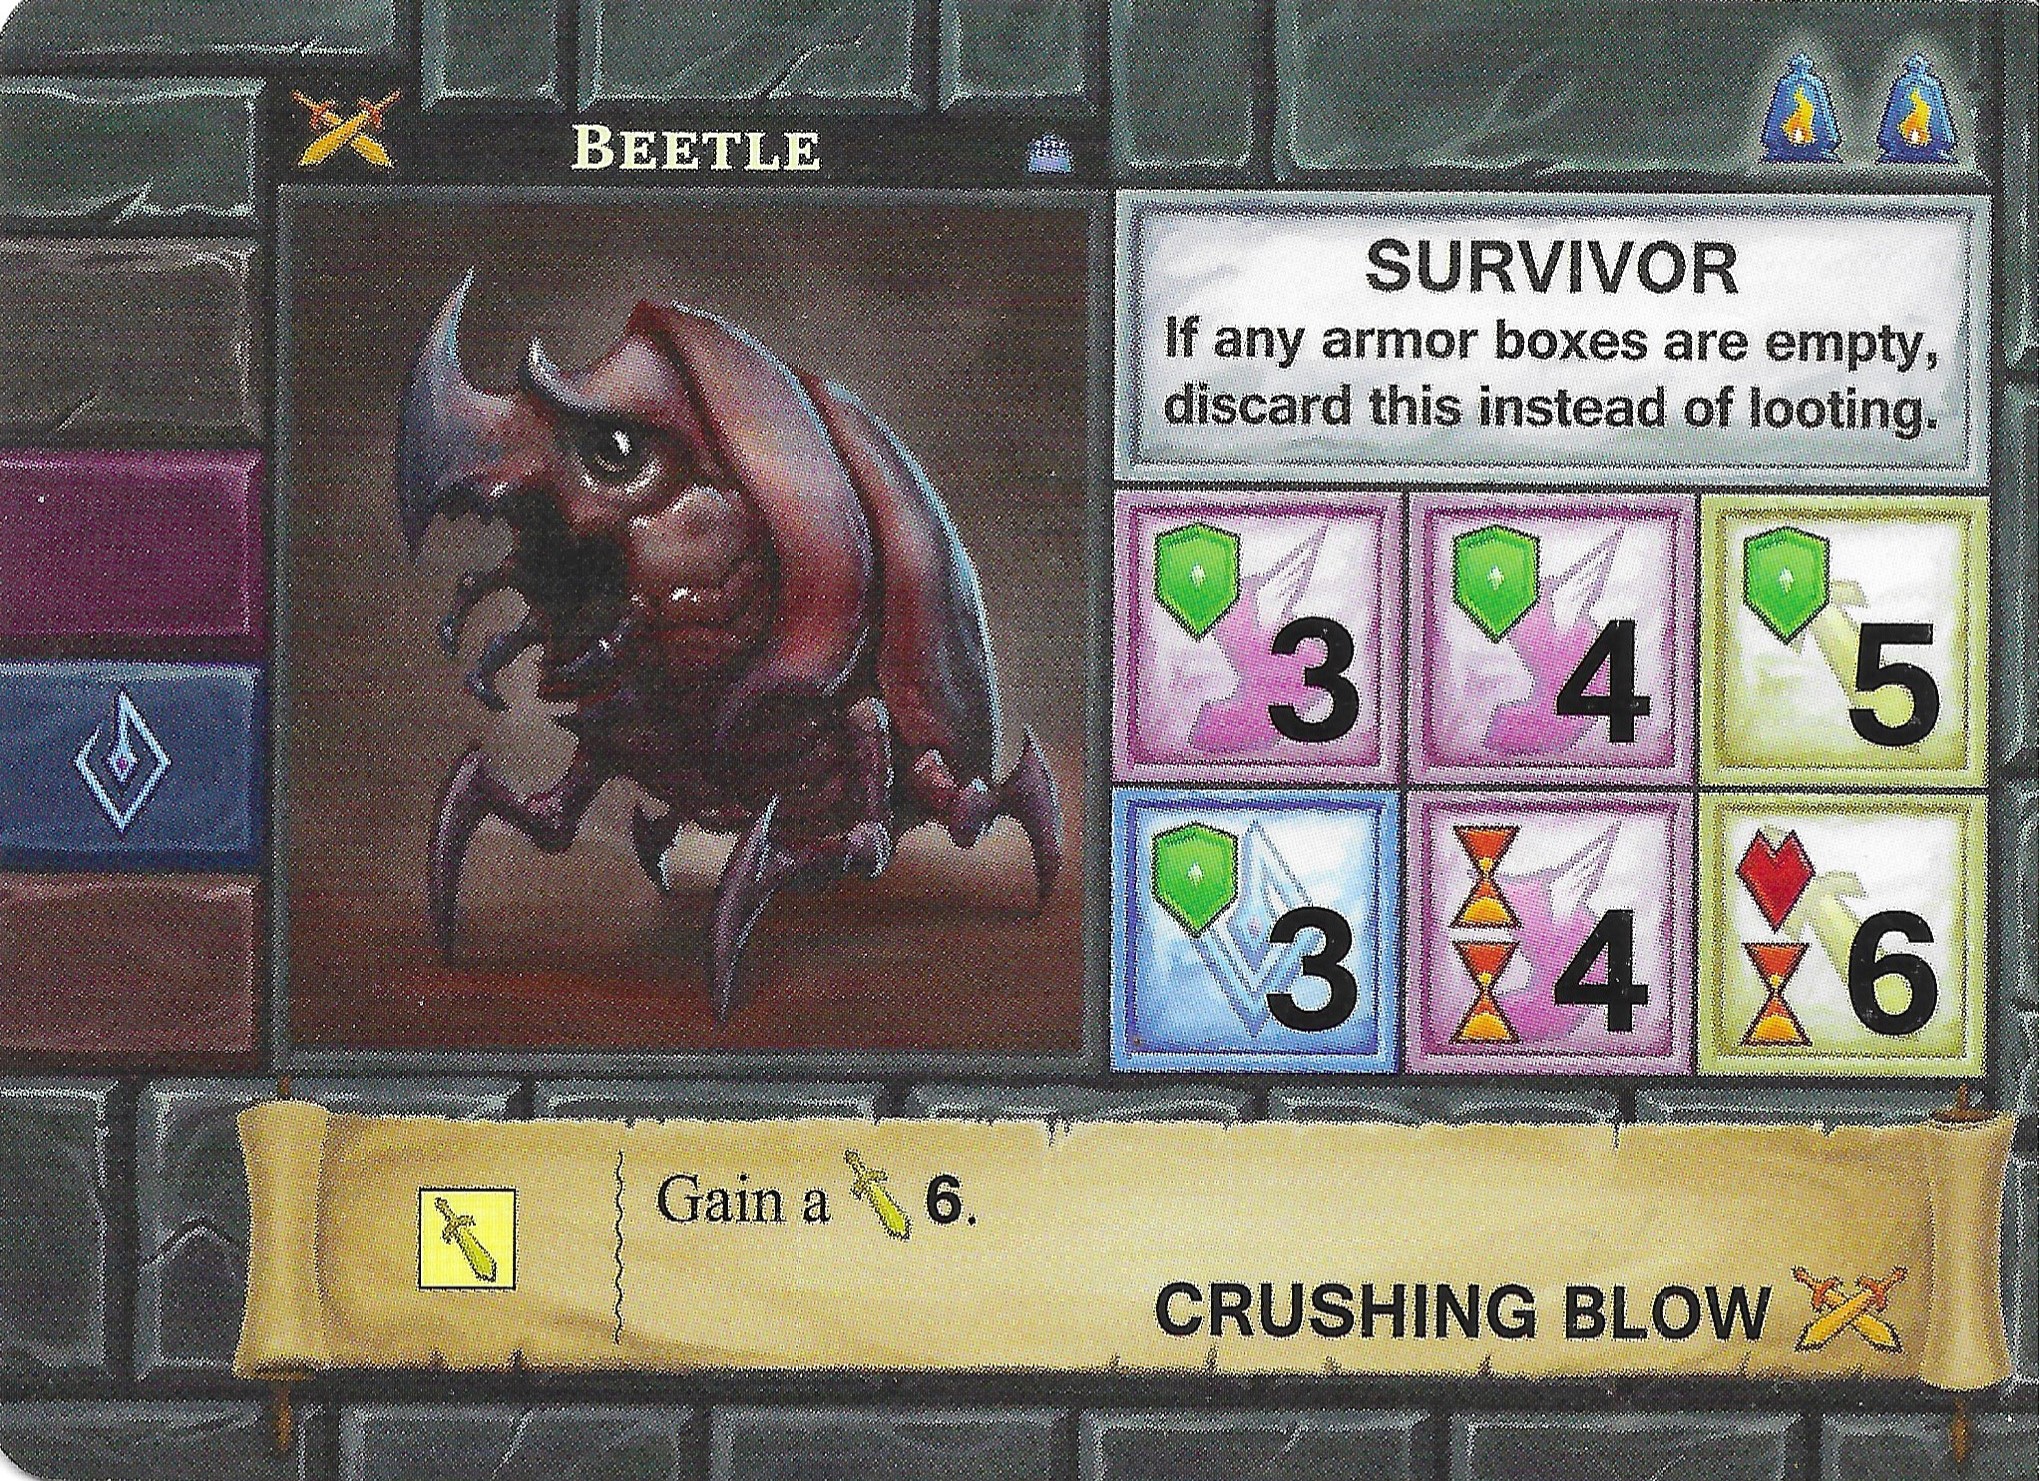 BEETLE
SURVIVOR
If any armor boxes are empty,
discard this instead of looting.
3 4 5
3 4 6
Gain a 6.
CRUSHING BLOW